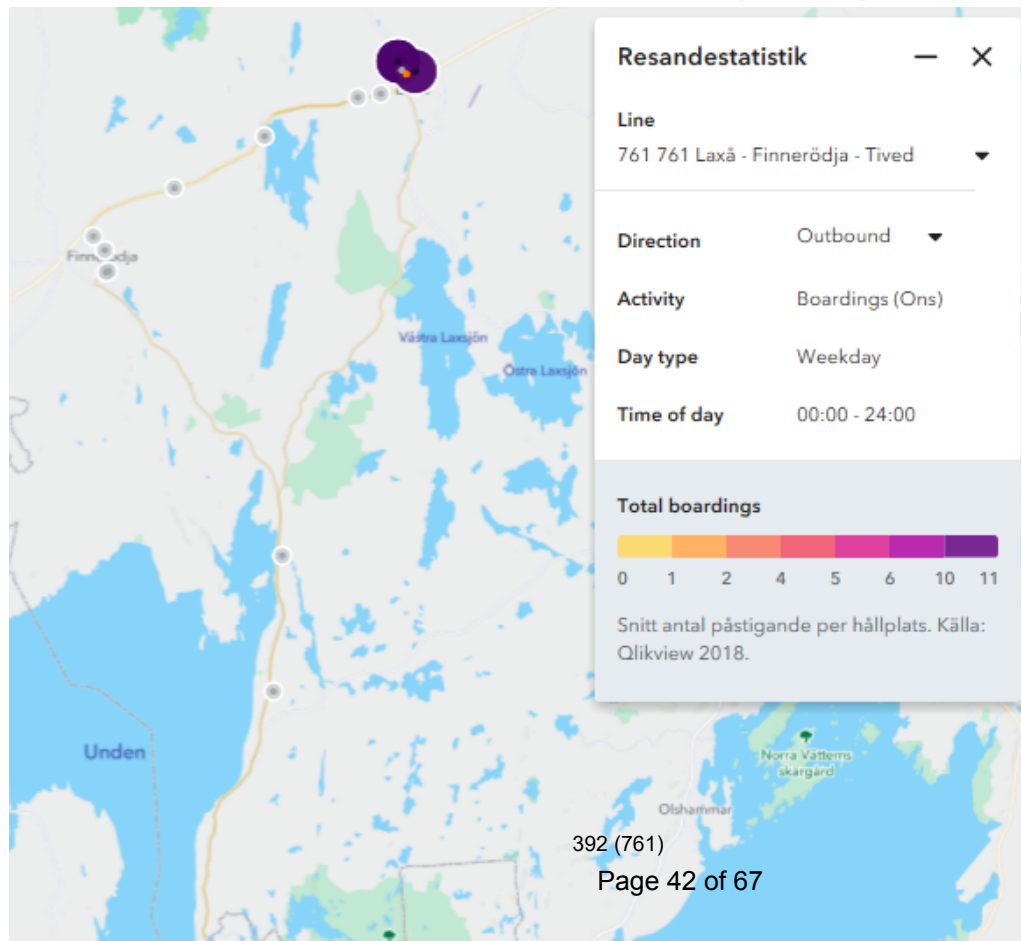 Resandestatistik
Line
761 761 Laxå - Finnerödja - Tived
Direction Outbound
Activity Boardings (Ons)
Day type Weekday
Time of day 00:00 - 24:00
Total boardings
0 1 2 4 5 6 10 11
Snitt antal påstigande per hållplats. Källa:
Qlikview 2018.
Västra Laxsjön
Östra Laxsjön
Unden
Norra Vätterns
skärgård
Olshammar
392 (761)
Page 42 of 67